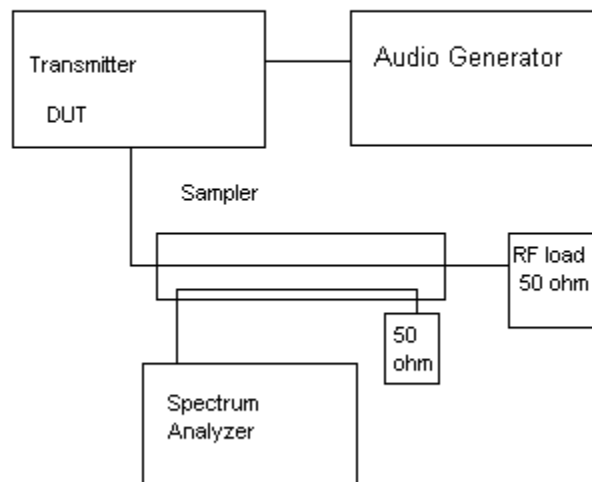 Transmitter
DUT
Audio Generator
Sampler
RF load
50 ohm
50
ohm
Spectrum
Analyzer